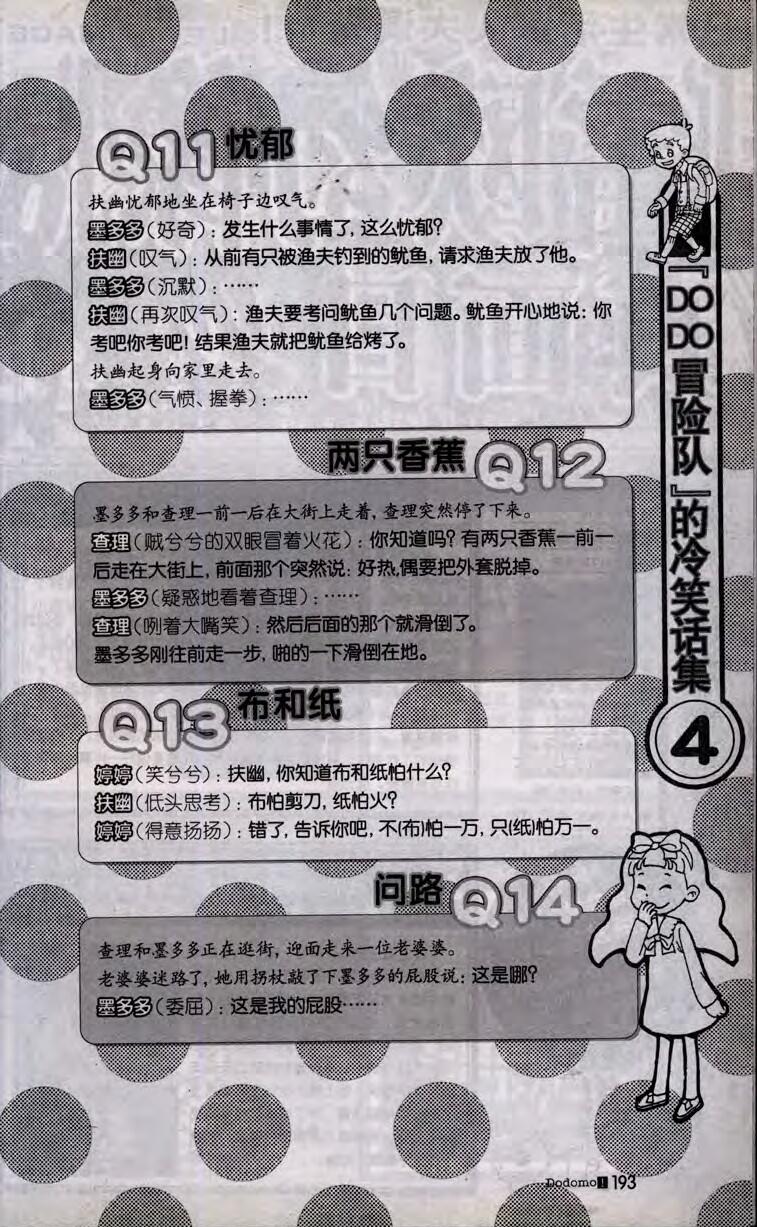 Q11 忧郁
扶幽忧郁地坐在椅子边叹气。
墨多多(好奇)：发生什么事情了，这么忧郁?
扶幽(叹气)：从前有只被渔夫钓到的鱿鱼，请求渔夫放了他。
墨多多(沉默)：……
扶幽(再次叹气)：渔夫要考问鱿鱼几个问题。鱿鱼开心地说：你
考吧你考吧！结果渔夫就把鱿鱼给烤了。
扶幽起身向家里走去。
墨多多(气愤、握拳)：……
两只香蕉 Q12
墨多多和查理一前一后在大街上走着，查理突然停了下来。
查理(贼兮兮的双眼冒着火花)：你知道吗？有两只香蕉一前一
后走在大街上，前面那个突然说：好热，偶要把外套脱掉。
墨多多(疑惑地看着查理)：……
查理(咧着大嘴笑)：然后后面的那个就滑倒了。
墨多多刚往前走一步，啪的一下滑倒在地。
Q13 布和纸
婷婷(笑兮兮)：扶幽，你知道布和纸怕什么？
扶幽(低头思考)：布怕剪刀，纸怕火？
婷婷(得意扬扬)：错了，告诉你吧，不(布)怕一万，只(纸)怕万一。
问路 Q14
查理和墨多多正在逛街，迎面走来一位老婆婆。
老婆婆迷路了，她用拐杖敲了下墨多多的屁股说：这是哪？
墨多多(委屈)：这是我的屁股……
『DODO冒险队』的冷笑话集
4
Dodomo! 193